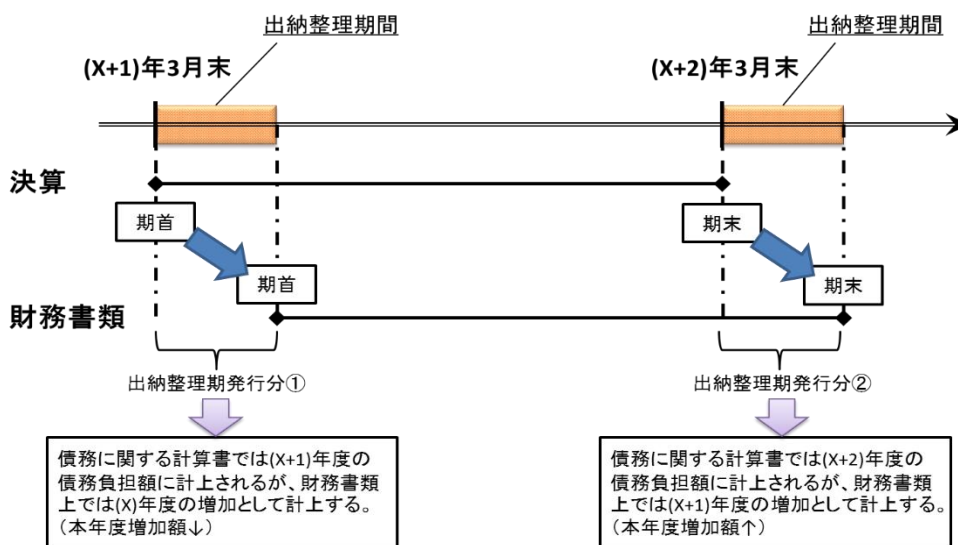 出納整理期間
出納整理期間
(X+1)年3月末
(X+2)年3月末
決算
期首
期末
期首
期末
財務書類
出納整理期発行分①
出納整理期発行分②
債務に関する計算書では(X+1)年度の
債務負担額に計上されるが、財務書類
上では(X)年度の増加として計上する。
（本年度増加額↓）
債務に関する計算書では(X+2)年度の
債務負担額に計上されるが、財務書類
上では(X+1)年度の増加として計上する。
（本年度増加額↑）